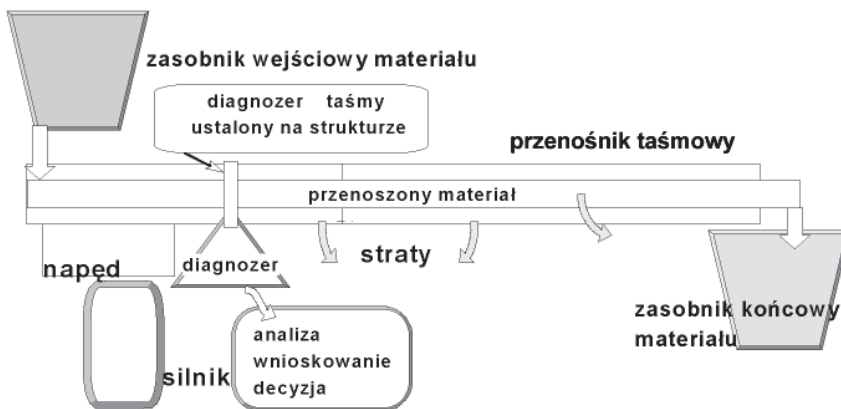 zasobnik wejściowy materiału
diagnozer taśmy
ustalony na strukturze
przenośnik taśmowy
przenoszony materiał
straty
napęd
diagnozer
zasobnik końcowy
materiału
silnik
analiza
wnioskowanie
decyzja